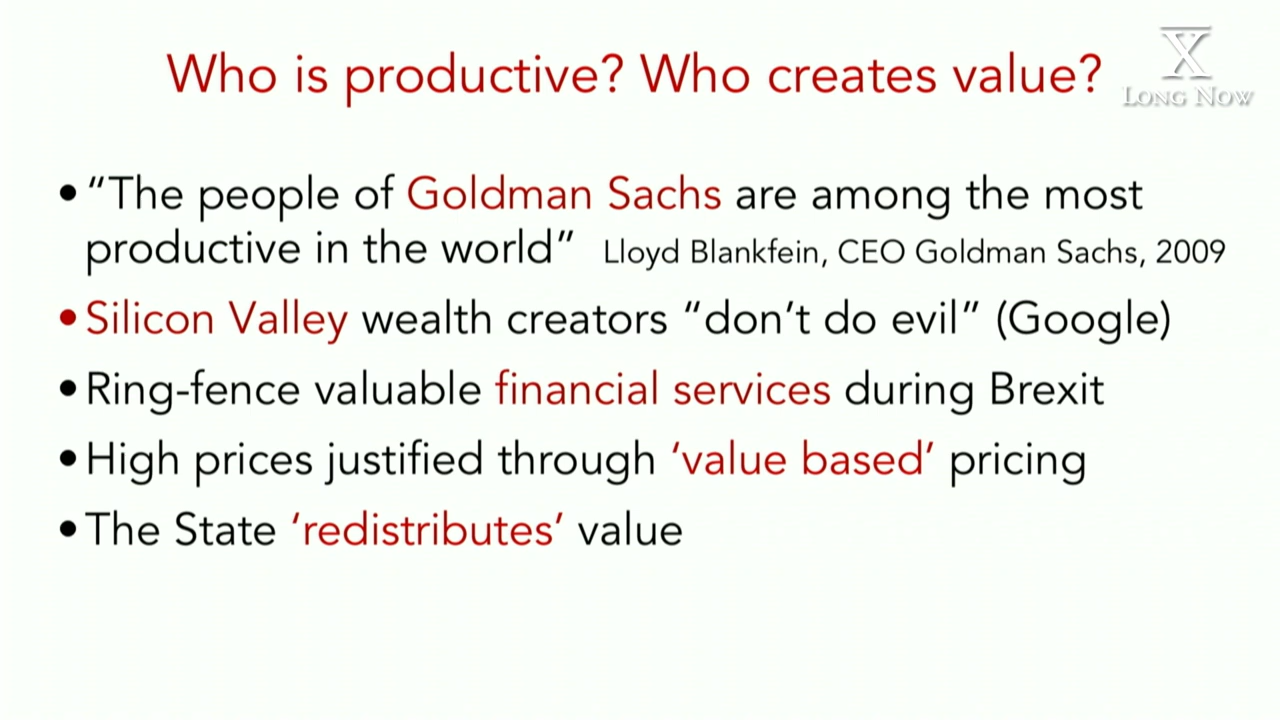 Who is productive? Who creates value?
X
LONG NOW
• “The people of Goldman Sachs are among the most
productive in the world” Lloyd Blankfein, CEO Goldman Sachs, 2009
• Silicon Valley wealth creators “don’t do evil” (Google)
• Ring-fence valuable financial services during Brexit
• High prices justified through ‘value based’ pricing
• The State ‘redistributes’ value